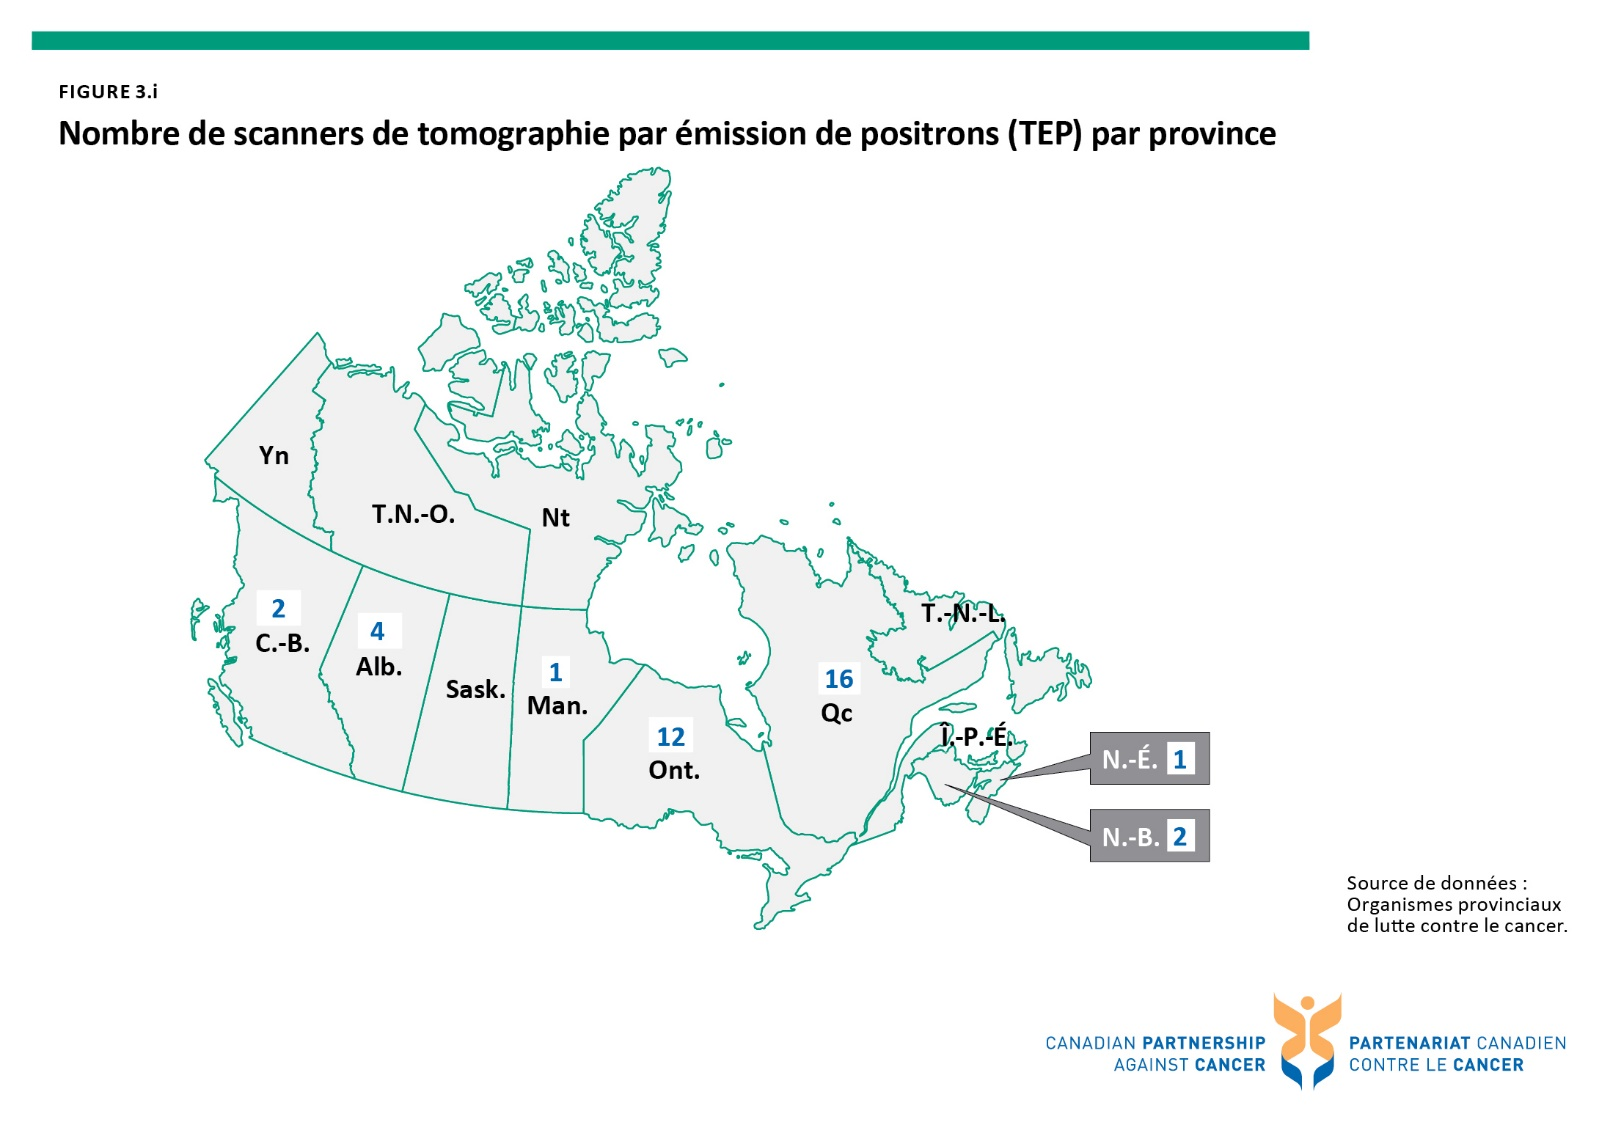 FIGURE 3.i
Nombre de scanners de tomographie par émission de positrons (TEP) par province
Yn
T.N.-O.
Nt
2
C.-B.
4
Alb.
Sask.
1
Man.
12
Ont.
16
Qc
T.-N.-L.
Î.-P.-É.
N.-É. 1
N.-B. 2
Source de données :
Organismes provinciaux
de lutte contre le cancer.
CANADIAN PARTNERSHIP
AGAINST CANCER
PARTENARIAT CANADIEN
CONTRE LE CANCER